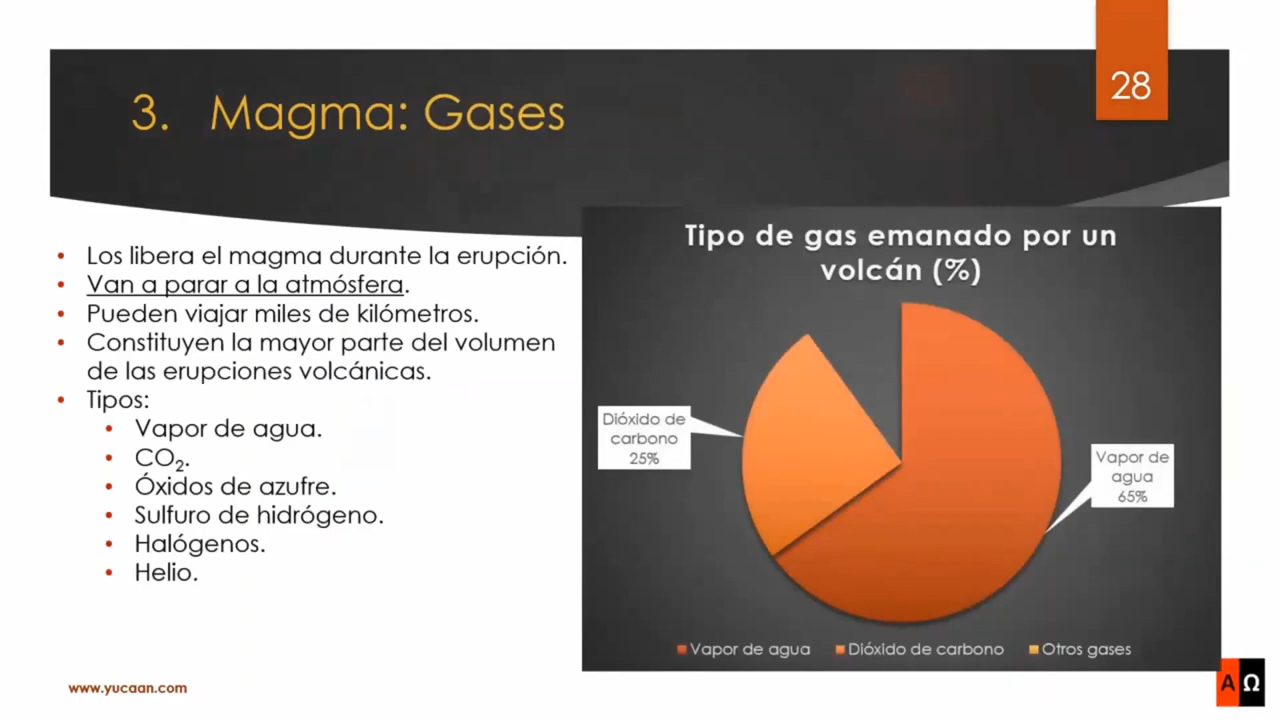 28
3. Magma: Gases
• Los libera el magma durante la erupción.
• Van a parar a la atmósfera.
• Pueden viajar miles de kilómetros.
• Constituyen la mayor parte del volumen
de las erupciones volcánicas.
• Tipos:
• Vapor de agua.
• CO₂.
• Óxidos de azufre.
• Sulfuro de hidrógeno.
• Halógenos.
• Helio.
Tipo de gas emanado por un
volcán (%)
Dióxido de
carbono
25%
Vapor de
agua
65%
Vapor de agua Dióxido de carbono Otros gases
www.yucaan.com
A Ω